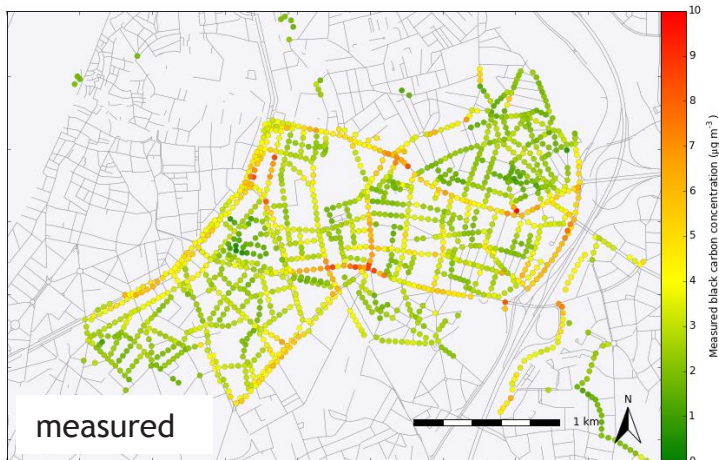 10
9
8
7
6
5
4
3
2
1
0
Measured black carbon concentration (µg m⁻³)
N
1 km
measured